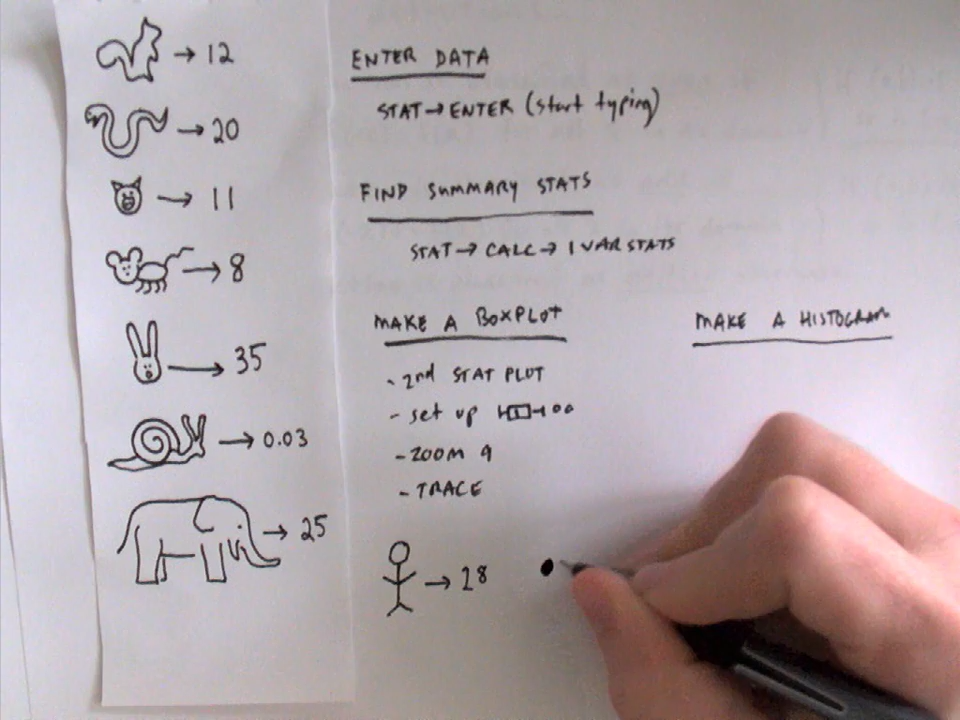 → 12
→ 20
→ 11
→ 8
→ 35
→ 0.03
→ 25
ENTER DATA
STAT → ENTER (start typing)
FIND SUMMARY STATS
STAT → CALC → 1 VAR STATS
MAKE A BOXPLOT
- 2nd STAT PLOT
- set up
- ZOOM 9
- TRACE
→ 28
MAKE A HISTOGRAM